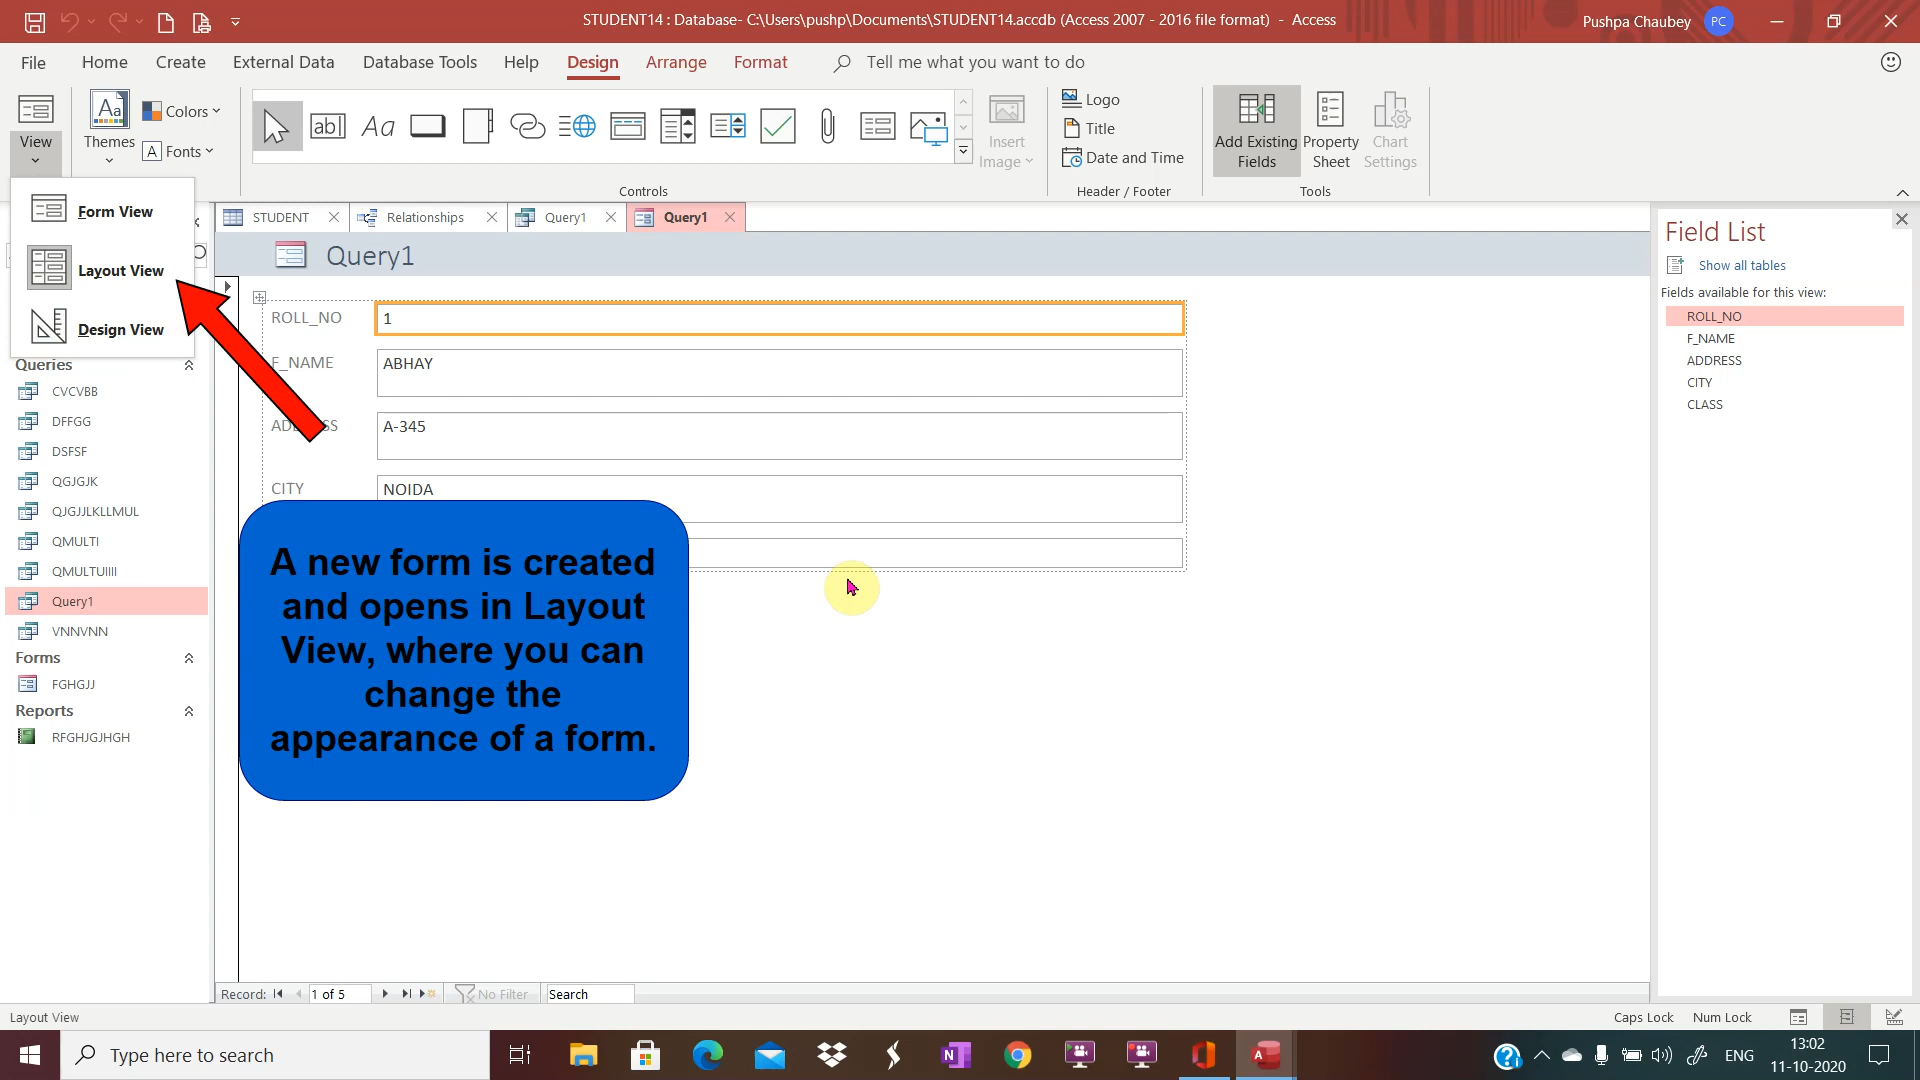 STUDENT14 : Database- C:\Users\pushp\Documents\STUDENT14.accdb (Access 2007 - 2016 file format) - Access
Pushpa Chaubey
PC
File
Home
Create
External Data
Database Tools
Help
Design
Arrange
Format
Tell me what you want to do
View
Aa
Themes
Colors
A Fonts
ab
Aa
Controls
Insert
Image
Logo
Title
Date and Time
Header / Footer
Add Existing
Fields
Property
Sheet
Chart
Settings
Tools
Form View
Layout View
Design View
STUDENT
Relationships
Query1
Query1
Query1
Queries
CVCVBB
DFFGG
DSFSF
QGJGJK
QJGJJLKLLMUL
QMULTI
QMULTUIIII
Query1
VNNVNN
Forms
FGHGJJ
Reports
RFGHJGJHGH
ROLL_NO
1
F_NAME
ABHAY
A-345
CITY
NOIDA
A new form is created
and opens in Layout
View, where you can
change the
appearance of a form.
Field List
Show all tables
Fields available for this view:
ROLL_NO
F_NAME
ADDRESS
CITY
CLASS
Record:
1 of 5
No Filter
Search
Layout View
Caps Lock
Num Lock
Type here to search
N
A
ENG
13:02
11-10-2020